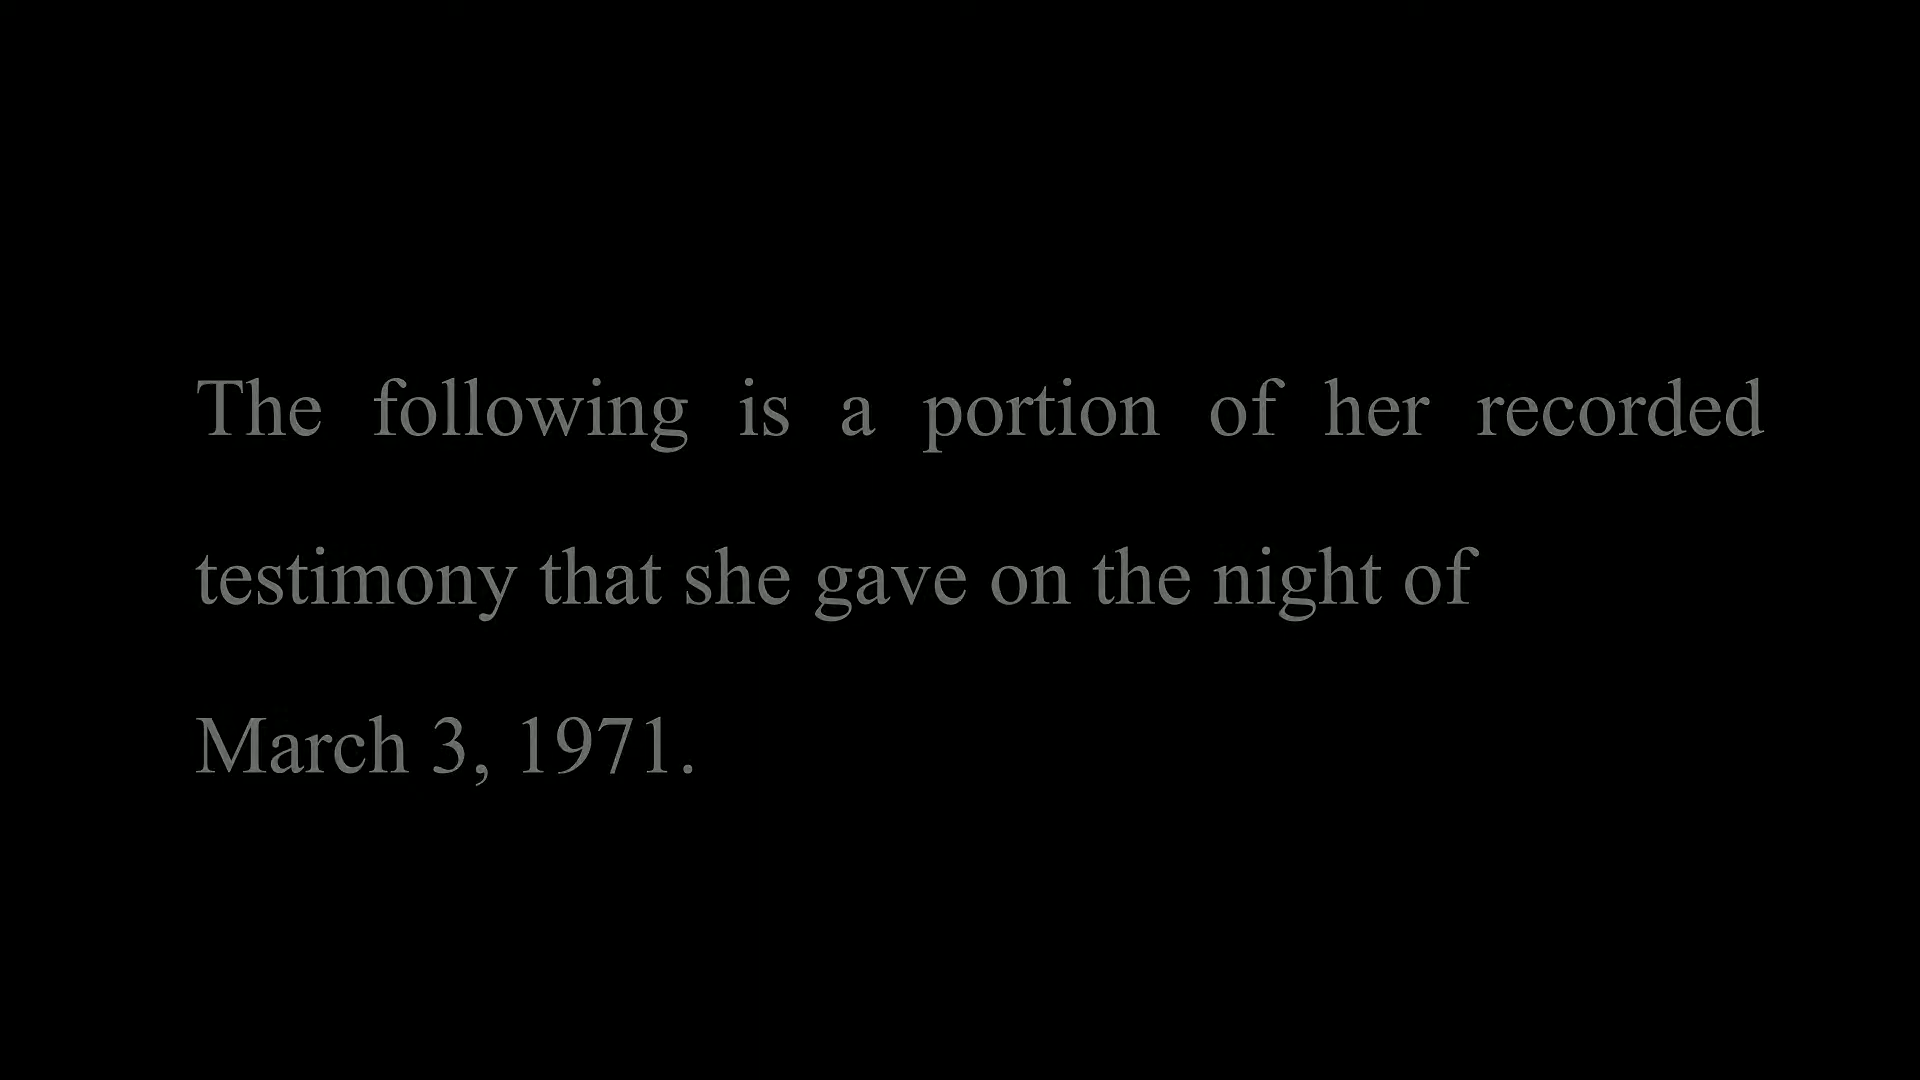 The following is a portion of her recorded
testimony that she gave on the night of
March 3, 1971.